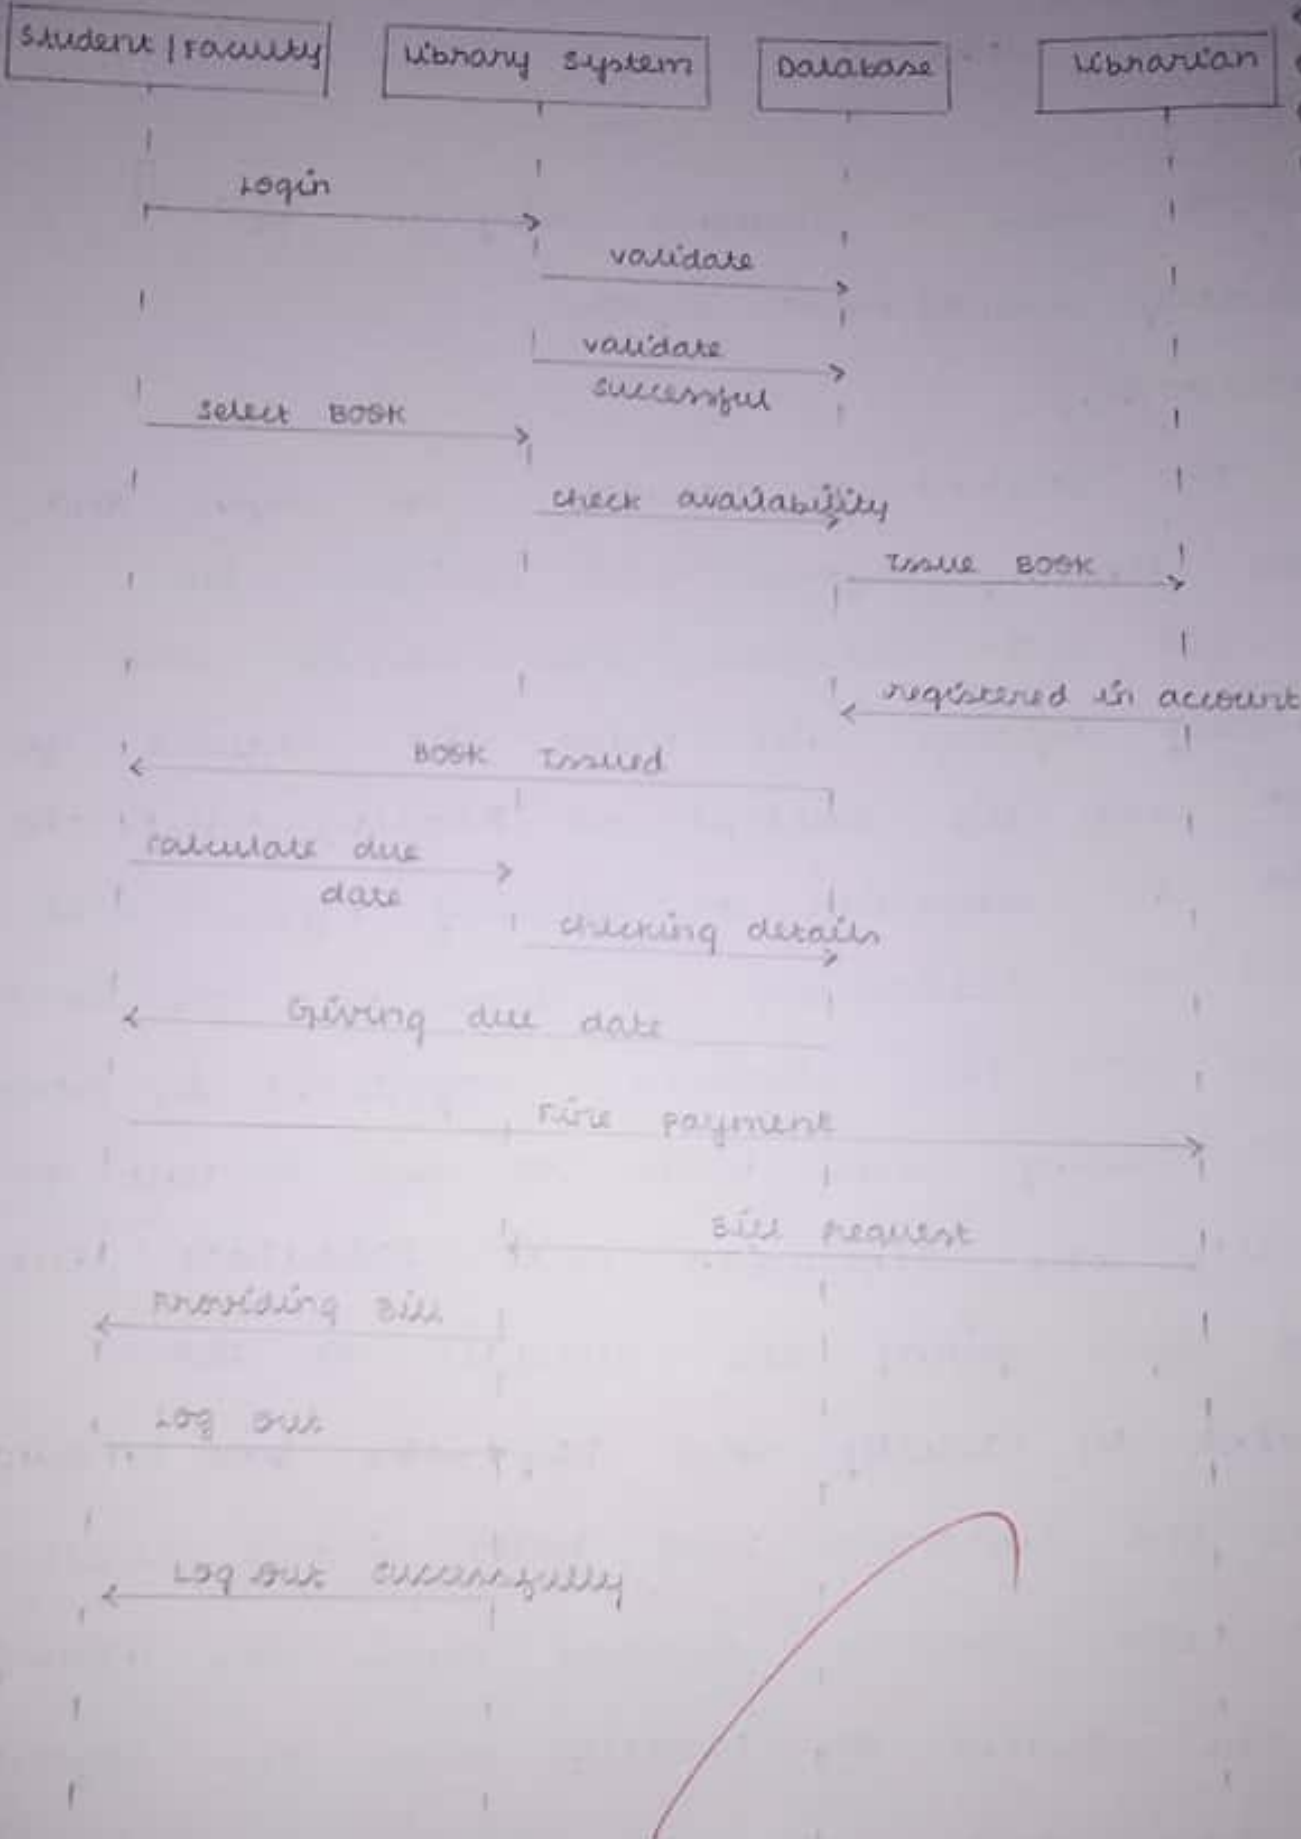 Student | Faculty
Library System
Database
Librarian
Login
validate
validate
successful
select Book
check availability
Issue Book
registered in account
Book Issued
calculate due
date
checking details
Giving due date
Fine payment
Bill request
Providing Bill
Log out
Log out successfully